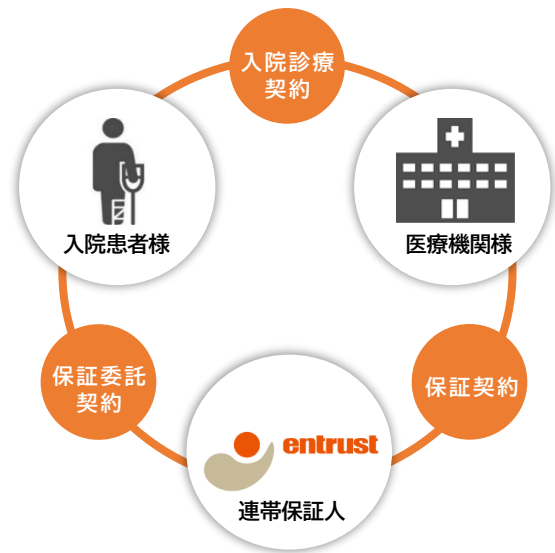 入院診療
契約
入院患者様
医療機関様
保証委託
契約
保証契約
entrust
連帯保証人